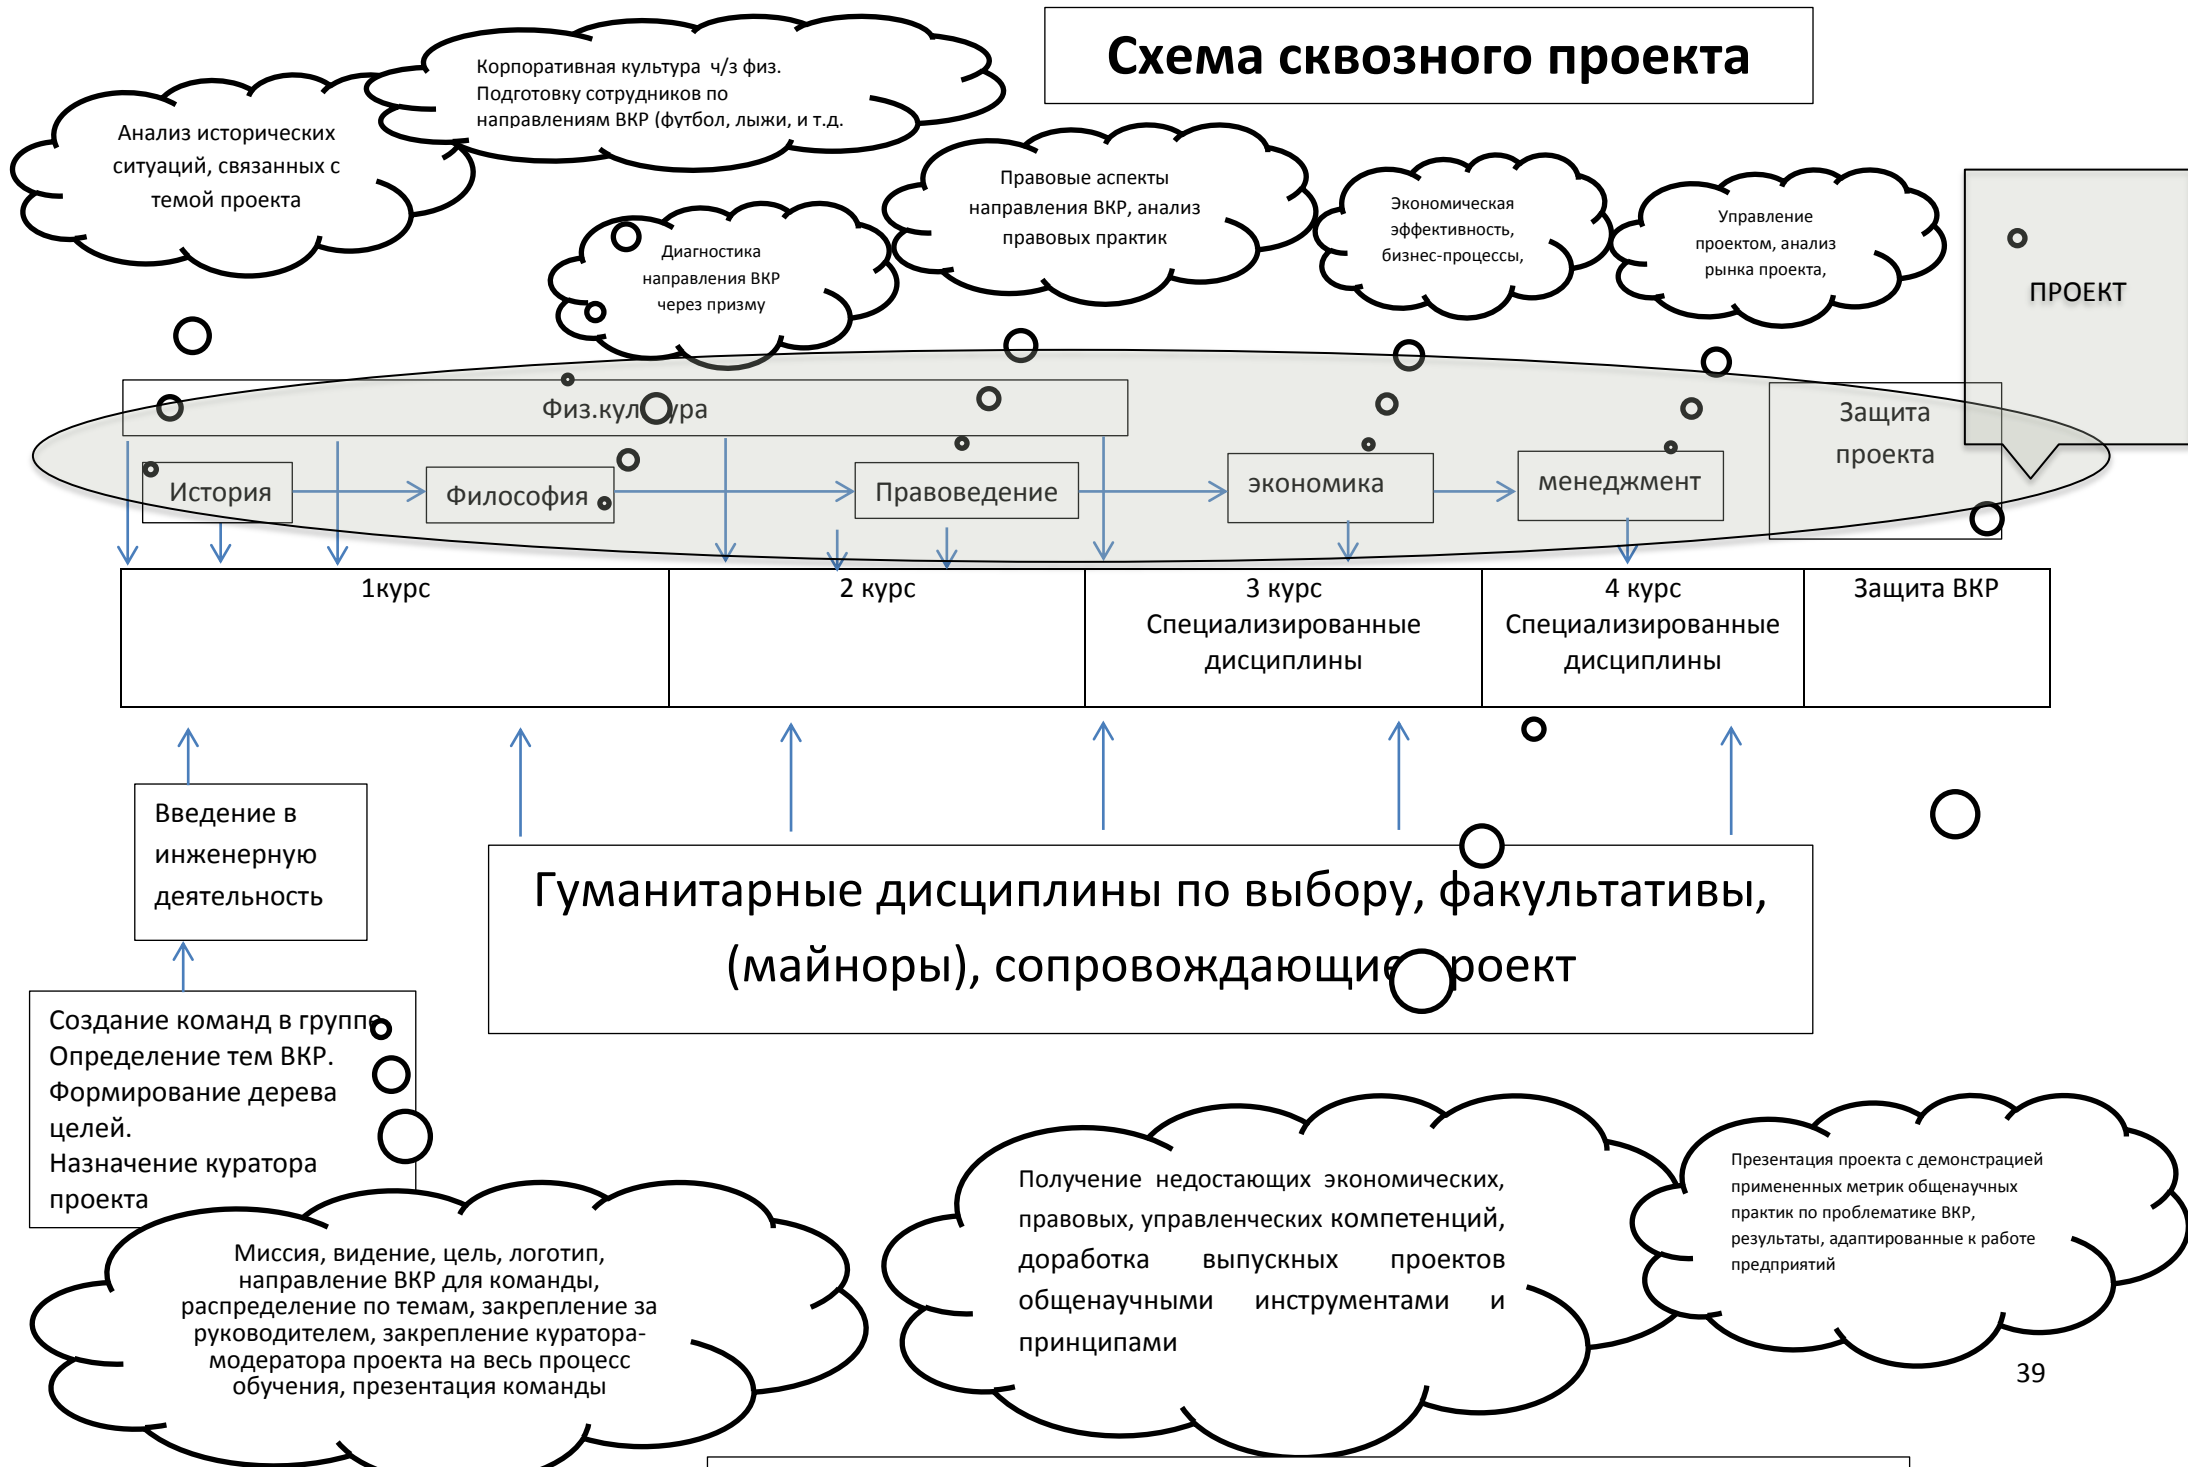 Схема сквозного проекта
Корпоративная культура ч/з физ.
Подготовку сотрудников по
направлениям ВКР (футбол, лыжи, и т.д.
Анализ исторических
ситуаций, связанных с
темой проекта
Диагностика
направления ВКР
через призму
Правовые аспекты
направления ВКР, анализ
правовых практик
Экономическая
эффективность,
бизнес-процессы,
Управление
проектом, анализ
рынка проекта,
ПРОЕКТ
Физ.культура
Защита
проекта
История
Философия
Правоведение
экономика
менеджмент
1курс
2 курс
3 курс
Специализированные
дисциплины
4 курс
Специализированные
дисциплины
Защита ВКР
Введение в
инженерную
деятельность
Гуманитарные дисциплины по выбору, факультативы,
(майноры), сопровождающие проект
Создание команд в группе
Определение тем ВКР.
Формирование дерева
целей.
Назначение куратора
проекта
Миссия, видение, цель, логотип,
направление ВКР для команды,
распределение по темам, закрепление за
руководителем, закрепление куратора-
модератора проекта на весь процесс
обучения, презентация команды
Получение недостающих экономических,
правовых, управленческих компетенций,
доработка выпускных проектов
общенаучными инструментами и
принципами
Презентация проекта с демонстрацией
примененных метрик общенаучных
практик по проблематике ВКР,
результаты, адаптированные к работе
предприятий
39